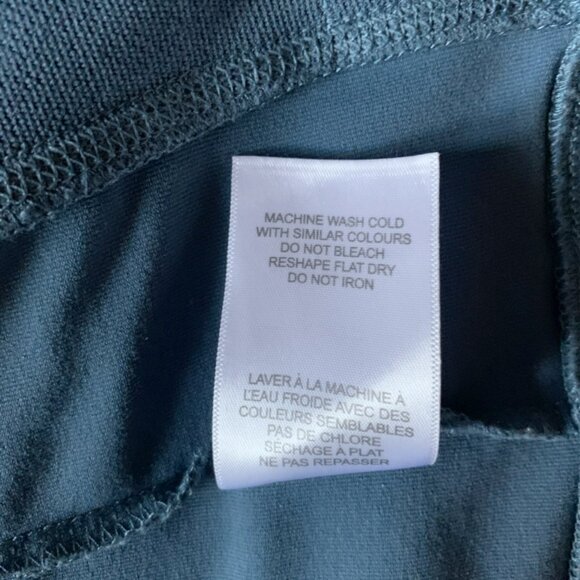 MACHINE WASH COLD
WITH SIMILAR COLOURS
DO NOT BLEACH
RESHAPE FLAT DRY
DO NOT IRON
LAVER À LA MACHINE À
L'EAU FROIDE AVEC DES
COULEURS SEMBLABLES
PAS DE CHLORE
SÉCHAGE A PLAT
NE PAS REPASSER